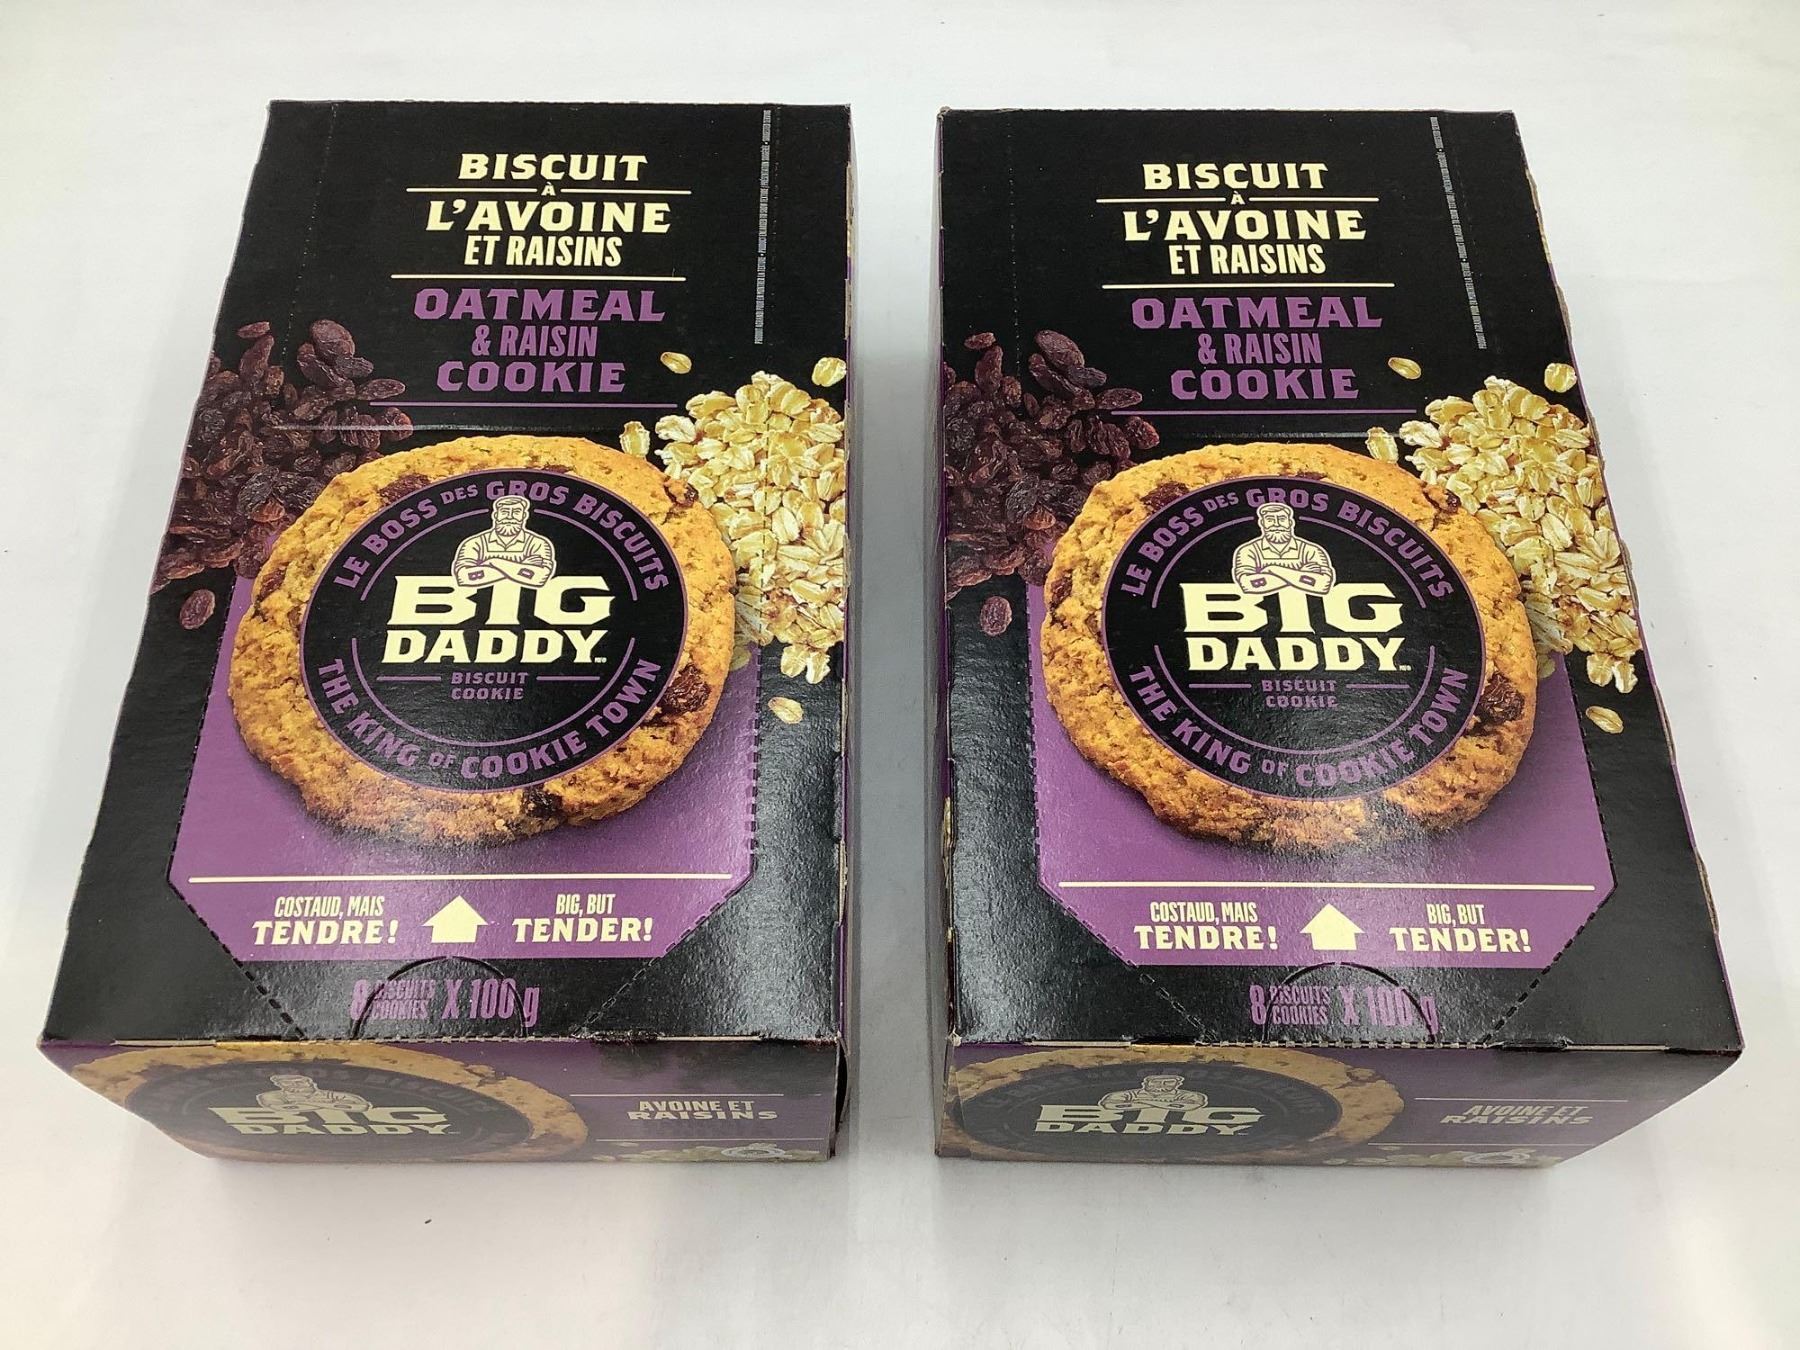 BISCUIT
À
L'AVOINE
ET RAISINS
OATMEAL
& RAISIN
COOKIE
LE BOSS DES GROS BISCUITS
B D
BIG
DADDY
BISCUIT
COOKIE
THE KING OF COOKIE TOWN
COSTAUD, MAIS
TENDRE!
BIG, BUT
TENDER!
8 BISCUITS COOKIES X 100 g
BIG
DADDY
AVOINE ET
RAISINS
BISCUIT
À
L'AVOINE
ET RAISINS
OATMEAL
& RAISIN
COOKIE
LE BOSS DES GROS BISCUITS
B D
BIG
DADDY
BISCUIT
COOKIE
THE KING OF COOKIE TOWN
COSTAUD, MAIS
TENDRE!
BIG, BUT
TENDER!
8 BISCUITS COOKIES X 100 g
BIG
DADDY
AVOINE ET
RAISINS